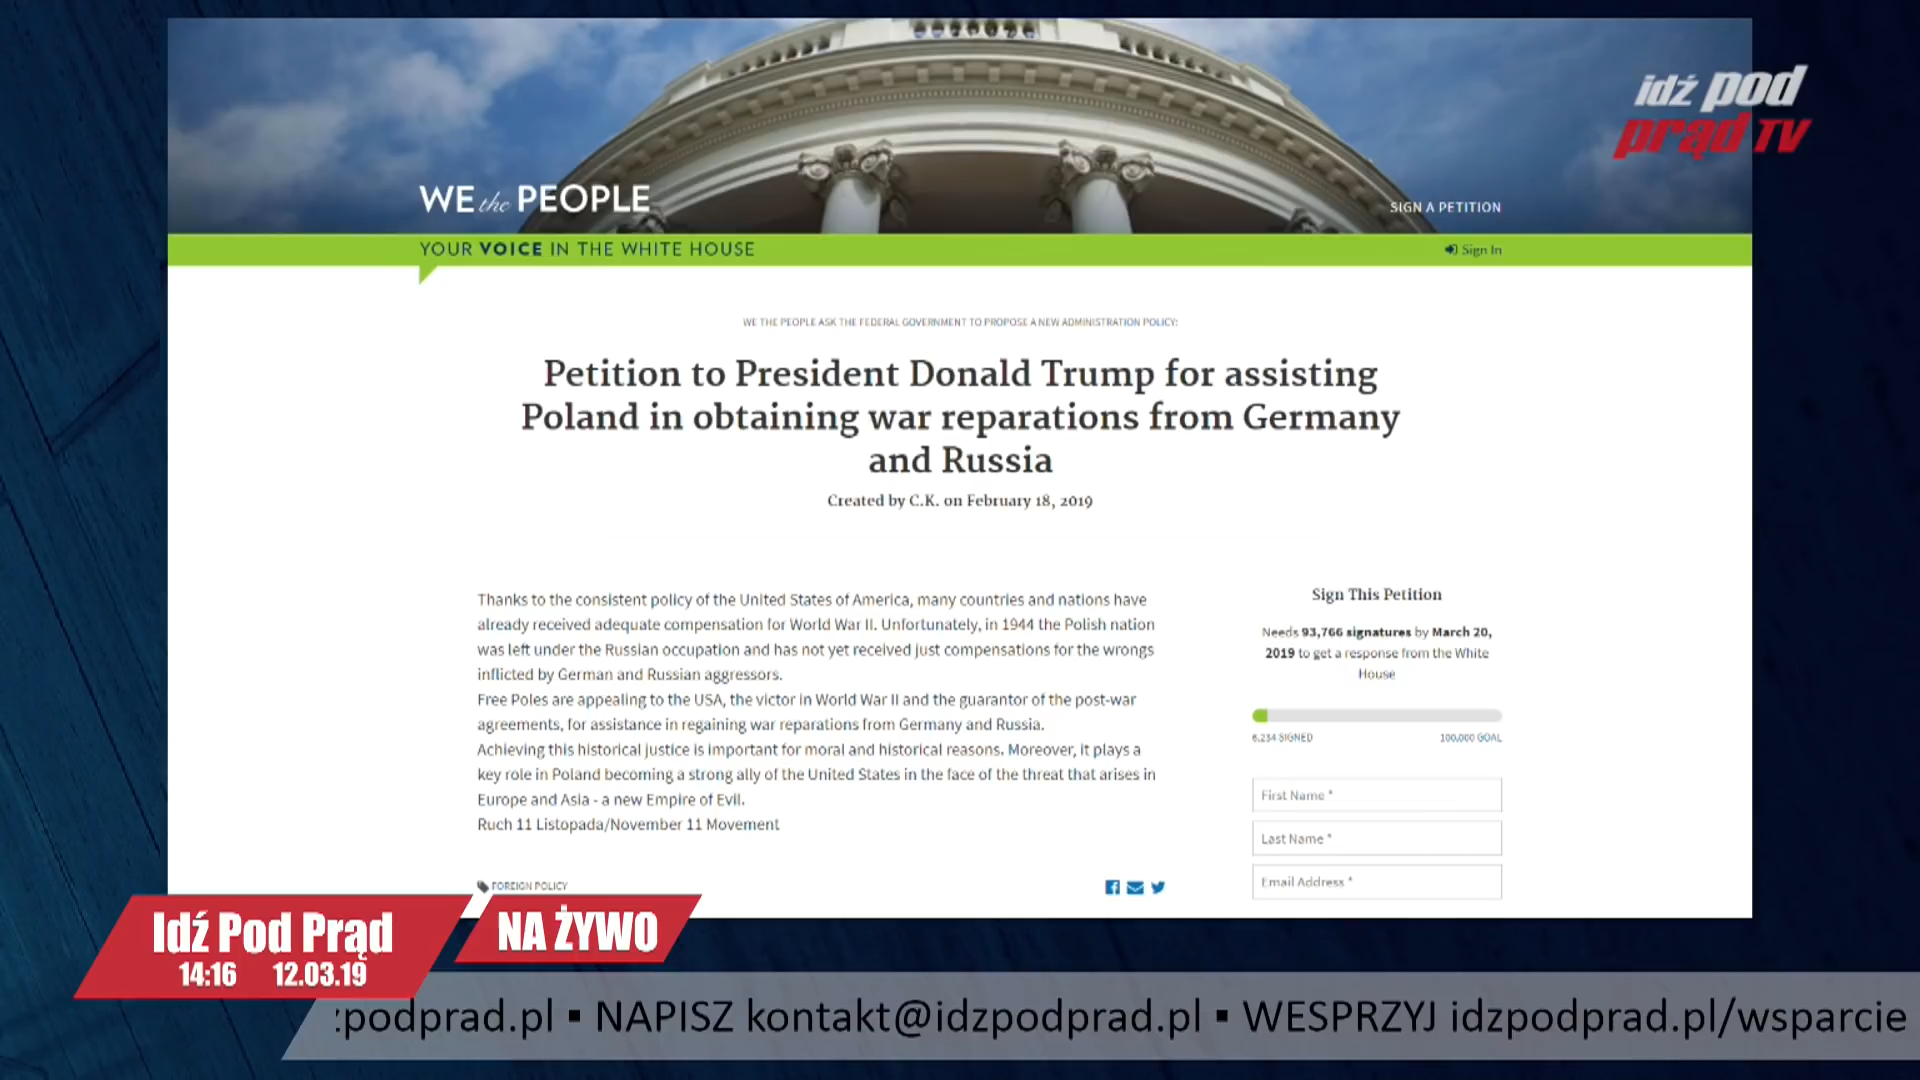 idź pod
prąd TV
WE the PEOPLE
SIGN A PETITION
YOUR VOICE IN THE WHITE HOUSE
Sign In
WE THE PEOPLE ASK THE FEDERAL GOVERNMENT TO PROPOSE A NEW ADMINISTRATION POLICY:
Petition to President Donald Trump for assisting
Poland in obtaining war reparations from Germany
and Russia
Created by C.K. on February 18, 2019
Thanks to the consistent policy of the United States of America, many countries and nations have
already received adequate compensation for World War II. Unfortunately, in 1944 the Polish nation
was left under the Russian occupation and has not yet received just compensations for the wrongs
inflicted by German and Russian aggressors.
Free Poles are appealing to the USA, the victor in World War II and the guarantor of the post-war
agreements, for assistance in regaining war reparations from Germany and Russia.
Achieving this historical justice is important for moral and historical reasons. Moreover, it plays a
key role in Poland becoming a strong ally of the United States in the face of the threat that arises in
Europe and Asia - a new Empire of Evil.
Ruch 11 Listopada/November 11 Movement
FOREIGN POLICY
Sign This Petition
Needs 93,766 signatures by March 20,
2019 to get a response from the White
House
6,234 SIGNED
100,000 GOAL
First Name *
Last Name *
Email Address *
Idź Pod Prąd
14:16 12.03.19
NA ŻYWO
zpodprad.pl ▪ NAPISZ kontakt@idzpodprad.pl ▪ WESPRZYJ idzpodprad.pl/wsparcie